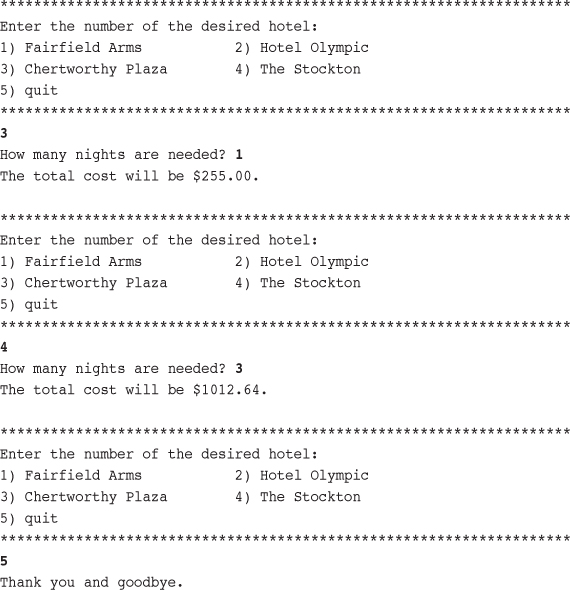 ********************************************************************
Enter the number of the desired hotel:
1) Fairfield Arms           2) Hotel Olympic
3) Chertworthy Plaza        4) The Stockton
5) quit
********************************************************************
3
How many nights are needed? 1
The total cost will be $255.00.
********************************************************************
Enter the number of the desired hotel:
1) Fairfield Arms           2) Hotel Olympic
3) Chertworthy Plaza        4) The Stockton
5) quit
********************************************************************
4
How many nights are needed? 3
The total cost will be $1012.64.
********************************************************************
Enter the number of the desired hotel:
1) Fairfield Arms           2) Hotel Olympic
3) Chertworthy Plaza        4) The Stockton
5) quit
********************************************************************
5
Thank you and goodbye.